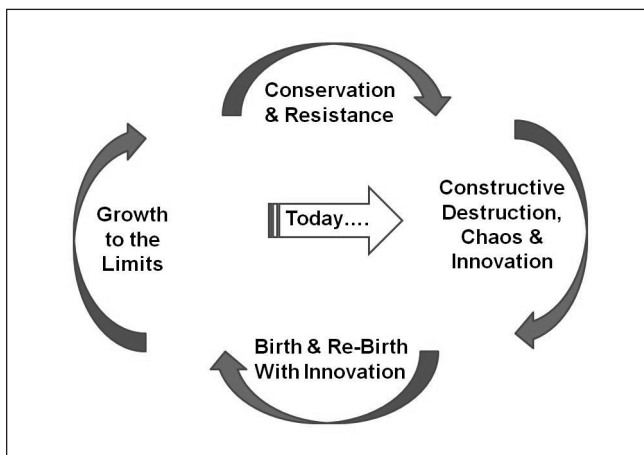 Conservation
& Resistance
Growth
to the
Limits
Today....
Constructive
Destruction,
Chaos &
Innovation
Birth & Re-Birth
With Innovation